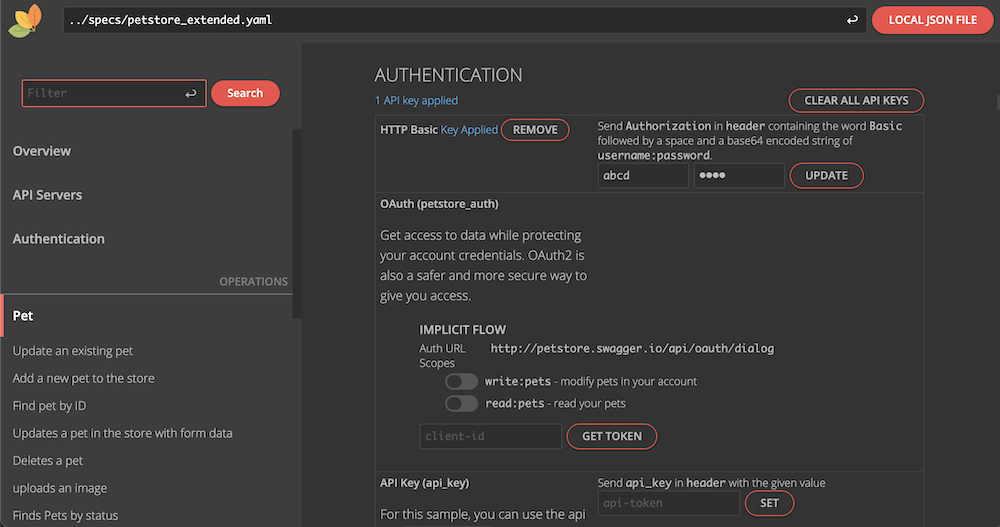 ../specs/petstore_extended.yaml
LOCAL JSON FILE
Filter
Search
Overview
API Servers
Authentication
OPERATIONS
Pet
Update an existing pet
Add a new pet to the store
Find pet by ID
Updates a pet in the store with form data
Deletes a pet
uploads an image
Finds Pets by status
AUTHENTICATION
1 API key applied
CLEAR ALL API KEYS
HTTP Basic Key Applied REMOVE
Send Authorization in header containing the word Basic
followed by a space and a base64 encoded string of
username:password.
abcd
••••
UPDATE
OAuth (petstore_auth)
Get access to data while protecting
your account credentials. OAuth2 is
also a safer and more secure way to
give you access.
IMPLICIT FLOW
Auth URL http://petstore.swagger.io/api/oauth/dialog
Scopes
write:pets - modify pets in your account
read:pets - read your pets
client-id
GET TOKEN
API Key (api_key)
For this sample, you can use the api
Send api_key in header with the given value
api-token
SET